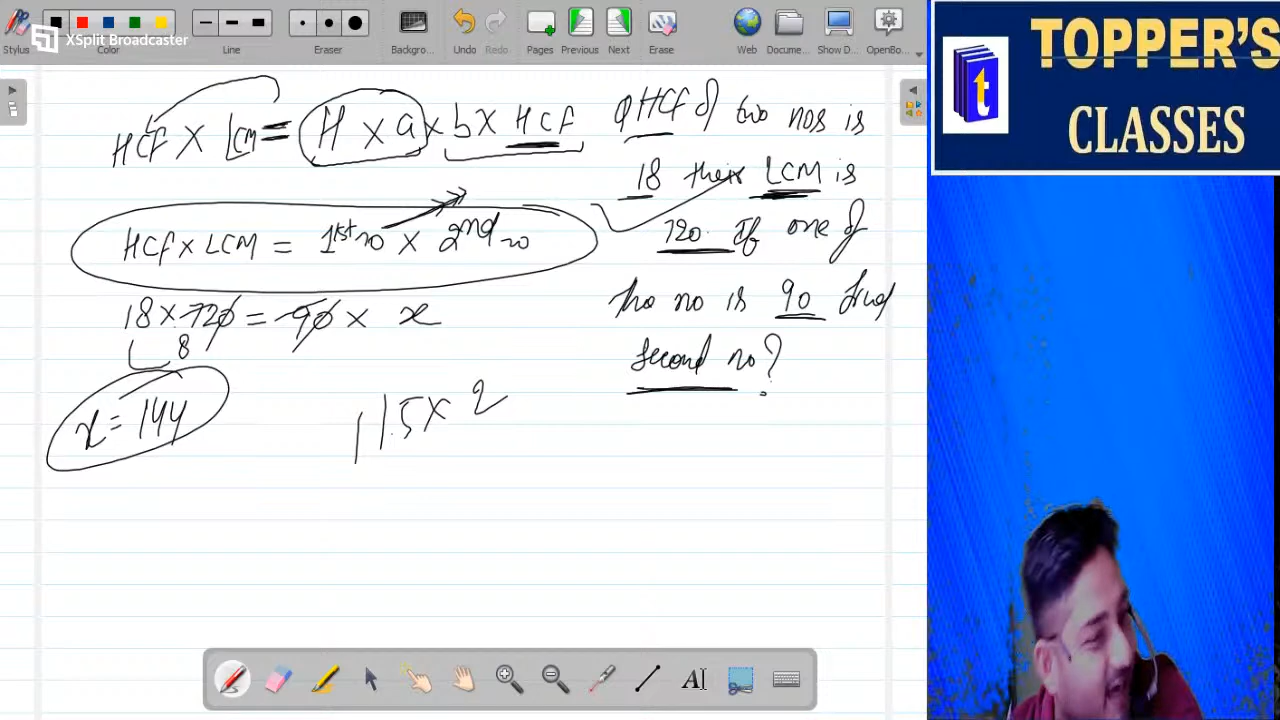 Stylus
Color
Line
Eraser
Backgro...
Undo
Redo
Pages
Previous
Next
Erase
Web
Docume...
Show D...
OpenBo...
XSplit Broadcaster
TOPPER'S
CLASSES
t
HCf X LCM = H X a X b X HCf
Q HCf of two nos is
18 their LCM is
720. If one of
the no is 90 find
second no?
HCf X LCM = 1st no X 2nd no
18 X 720 = 90 X x
8
x = 144
11.5 X 2